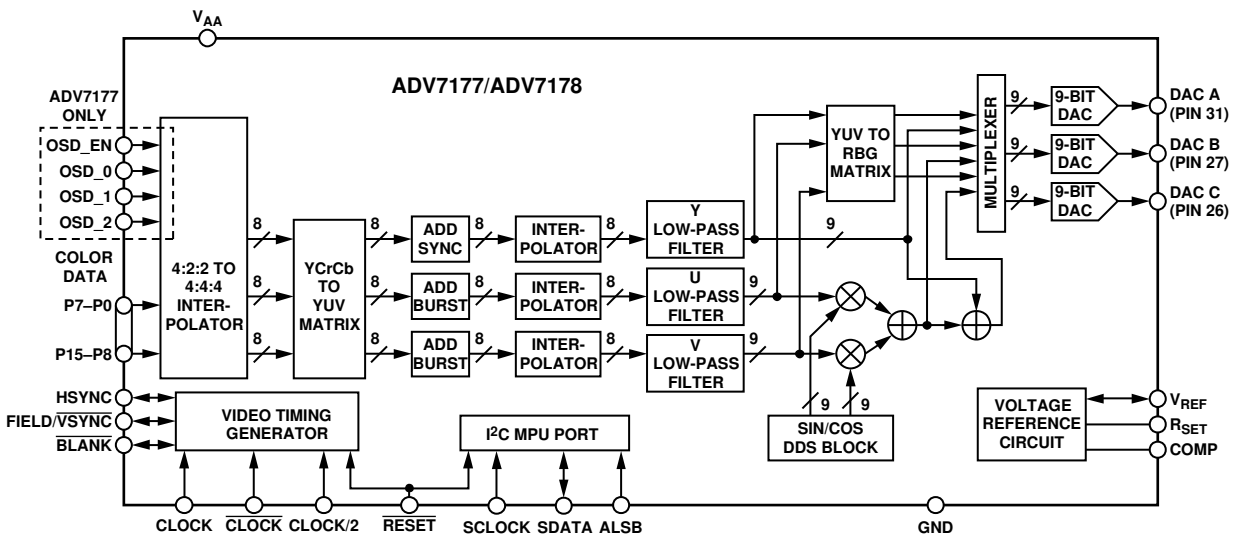 V_AA
ADV7177/ADV7178
ADV7177
ONLY
OSD_EN
OSD_0
OSD_1
OSD_2
COLOR
DATA
P7–P0
P15–P8
HSYNC
FIELD/VSYNC
BLANK
4:2:2 TO
4:4:4
INTER-
POLATOR
8
8
8
YCrCb
TO
YUV
MATRIX
8
8
8
ADD
SYNC
ADD
BURST
ADD
BURST
8
8
8
INTER-
POLATOR
INTER-
POLATOR
INTER-
POLATOR
8
8
8
Y
LOW-PASS
FILTER
U
LOW-PASS
FILTER
V
LOW-PASS
FILTER
9
9
9
YUV TO
RBG
MATRIX
MULTIPLEXER
9
9
9
9-BIT
DAC
9-BIT
DAC
9-BIT
DAC
DAC A
(PIN 31)
DAC B
(PIN 27)
DAC C
(PIN 26)
9
9
SIN/COS
DDS BLOCK
VIDEO TIMING
GENERATOR
I²C MPU PORT
VOLTAGE
REFERENCE
CIRCUIT
V_REF
R_SET
COMP
CLOCK
CLOCK
CLOCK/2
RESET
SCLOCK
SDATA
ALSB
GND